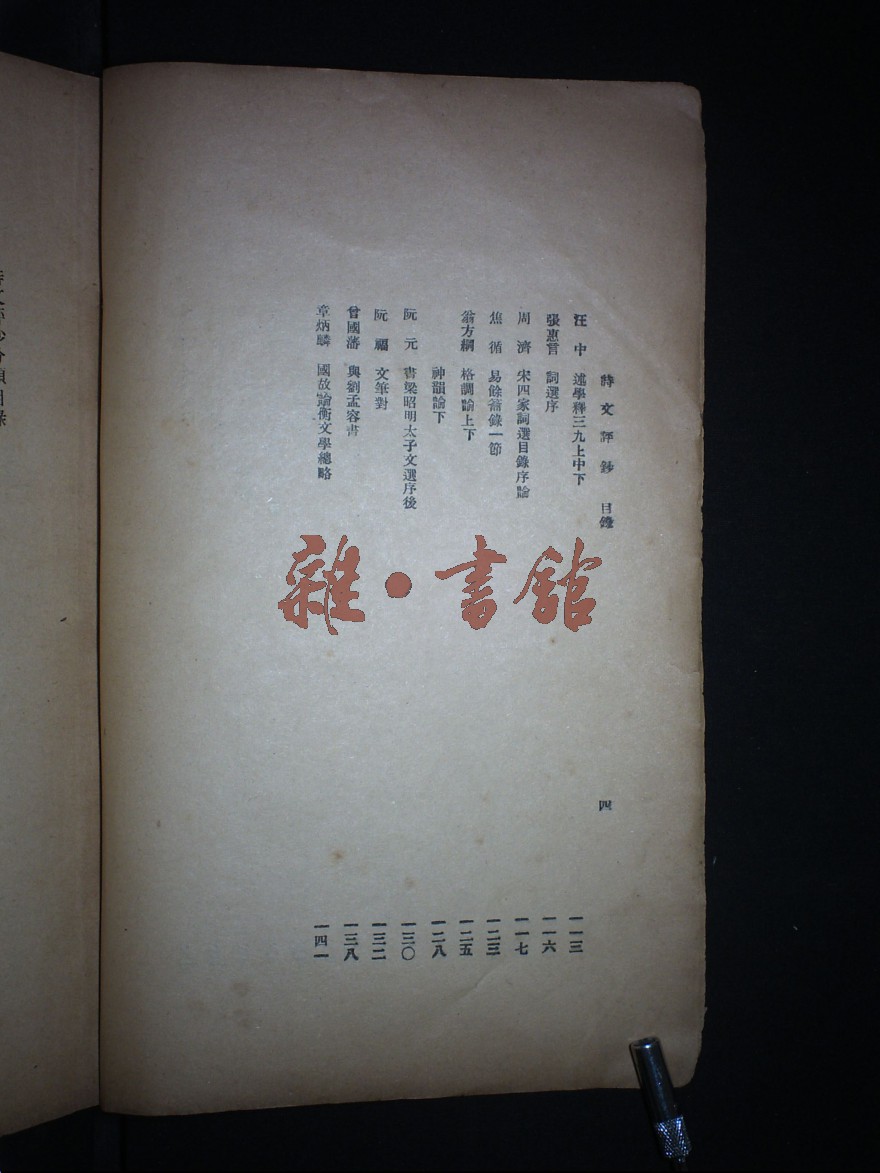 詩文評鈔　目錄
四
汪　中　述學釋三九上中下
一一三
張惠言　詞選序
一一六
周　濟　宋四家詞選目錄序論
一一七
焦　循　易餘籥錄一節
一二三
翁方綱　格調論上下
一二五
神韻論下
一二八
阮　元　書梁昭明太子文選序後
一三〇
阮　福　文筆對
一三二
曾國藩　與劉孟容書
一三八
章炳麟　國故論衡文學總略
一四一
雜·書館